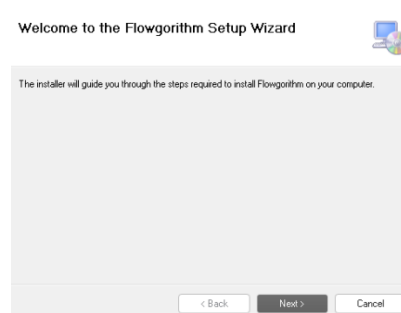 Welcome to the Flowgorithm Setup Wizard
The installer will guide you through the steps required to install Flowgorithm on your computer.
< Back
Next >
Cancel